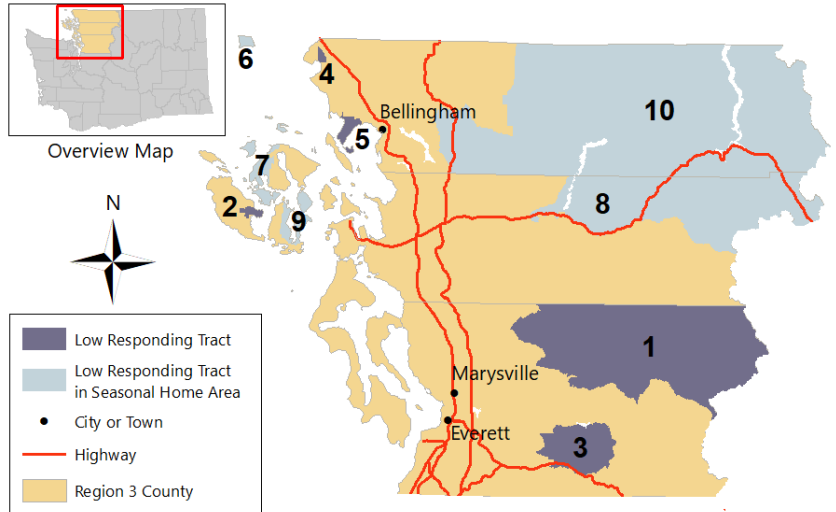 Overview Map
N
6
4
Bellingham
5
10
7
2
9
8
1
Marysville
Everett
3
Low Responding Tract
Low Responding Tract
in Seasonal Home Area
City or Town
Highway
Region 3 County